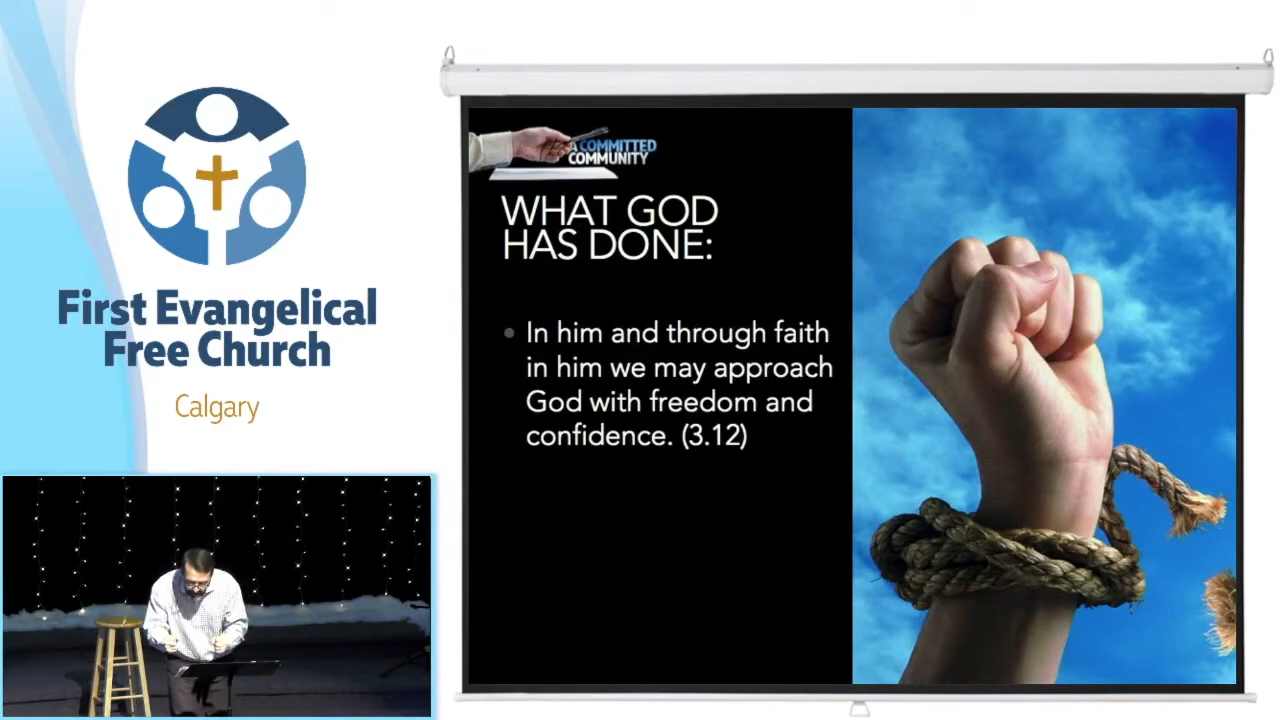 First Evangelical
Free Church
Calgary
A COMMITTED
COMMUNITY
WHAT GOD
HAS DONE:
In him and through faith
in him we may approach
God with freedom and
confidence. (3.12)